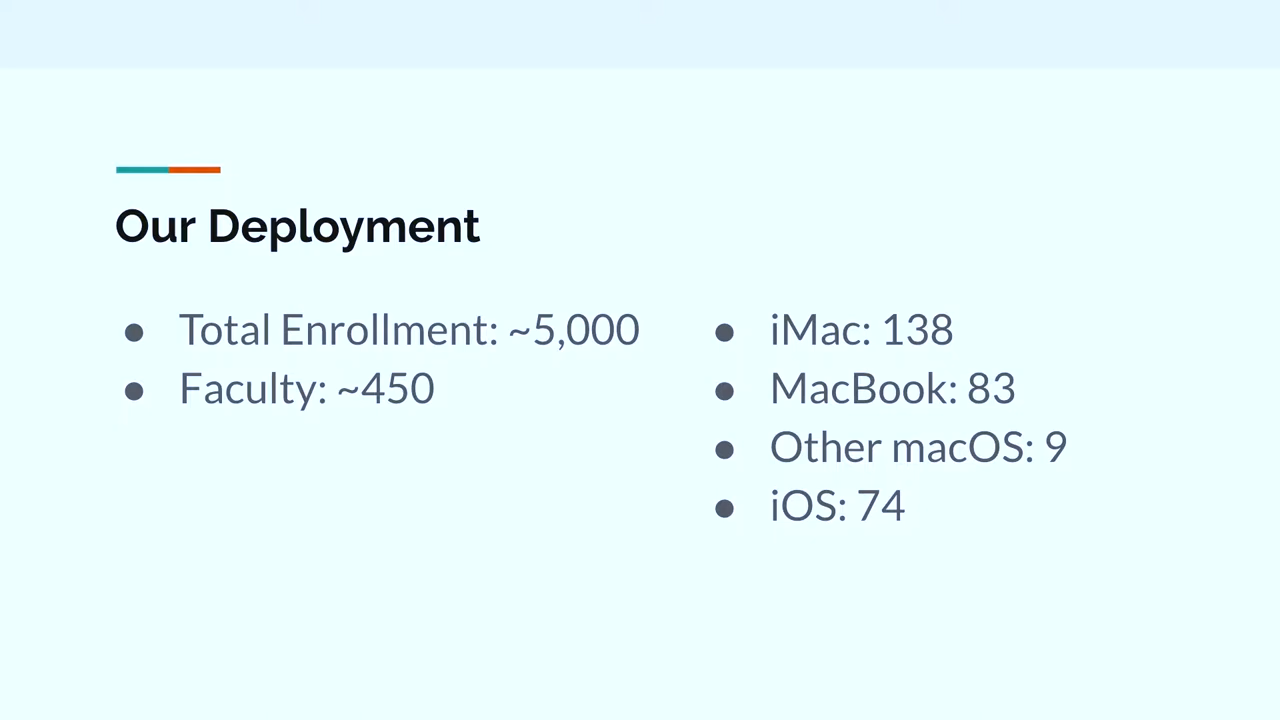 Our Deployment
● Total Enrollment: ~5,000
● Faculty: ~450
● iMac: 138
● MacBook: 83
● Other macOS: 9
● iOS: 74